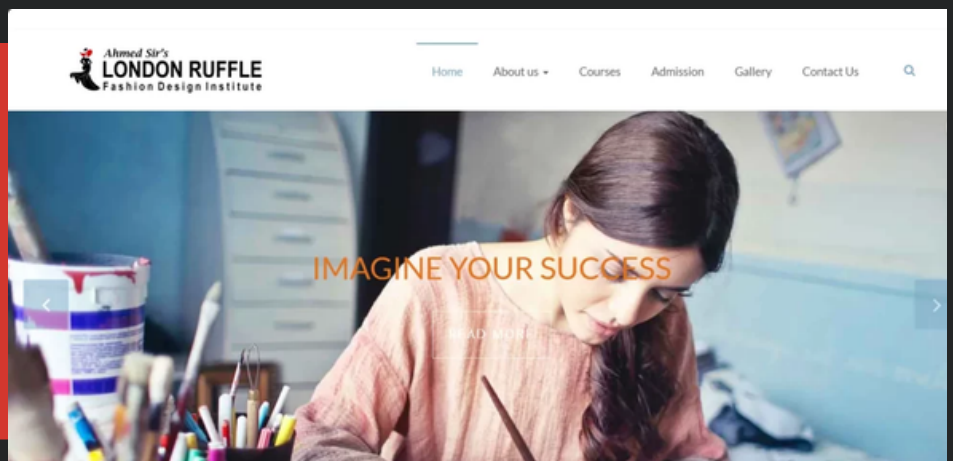 Ahmed Sir's
LONDON RUFFLE
Fashion Design Institute
Home About us Courses Admission Gallery Contact Us
IMAGINE YOUR SUCCESS
READ MORE